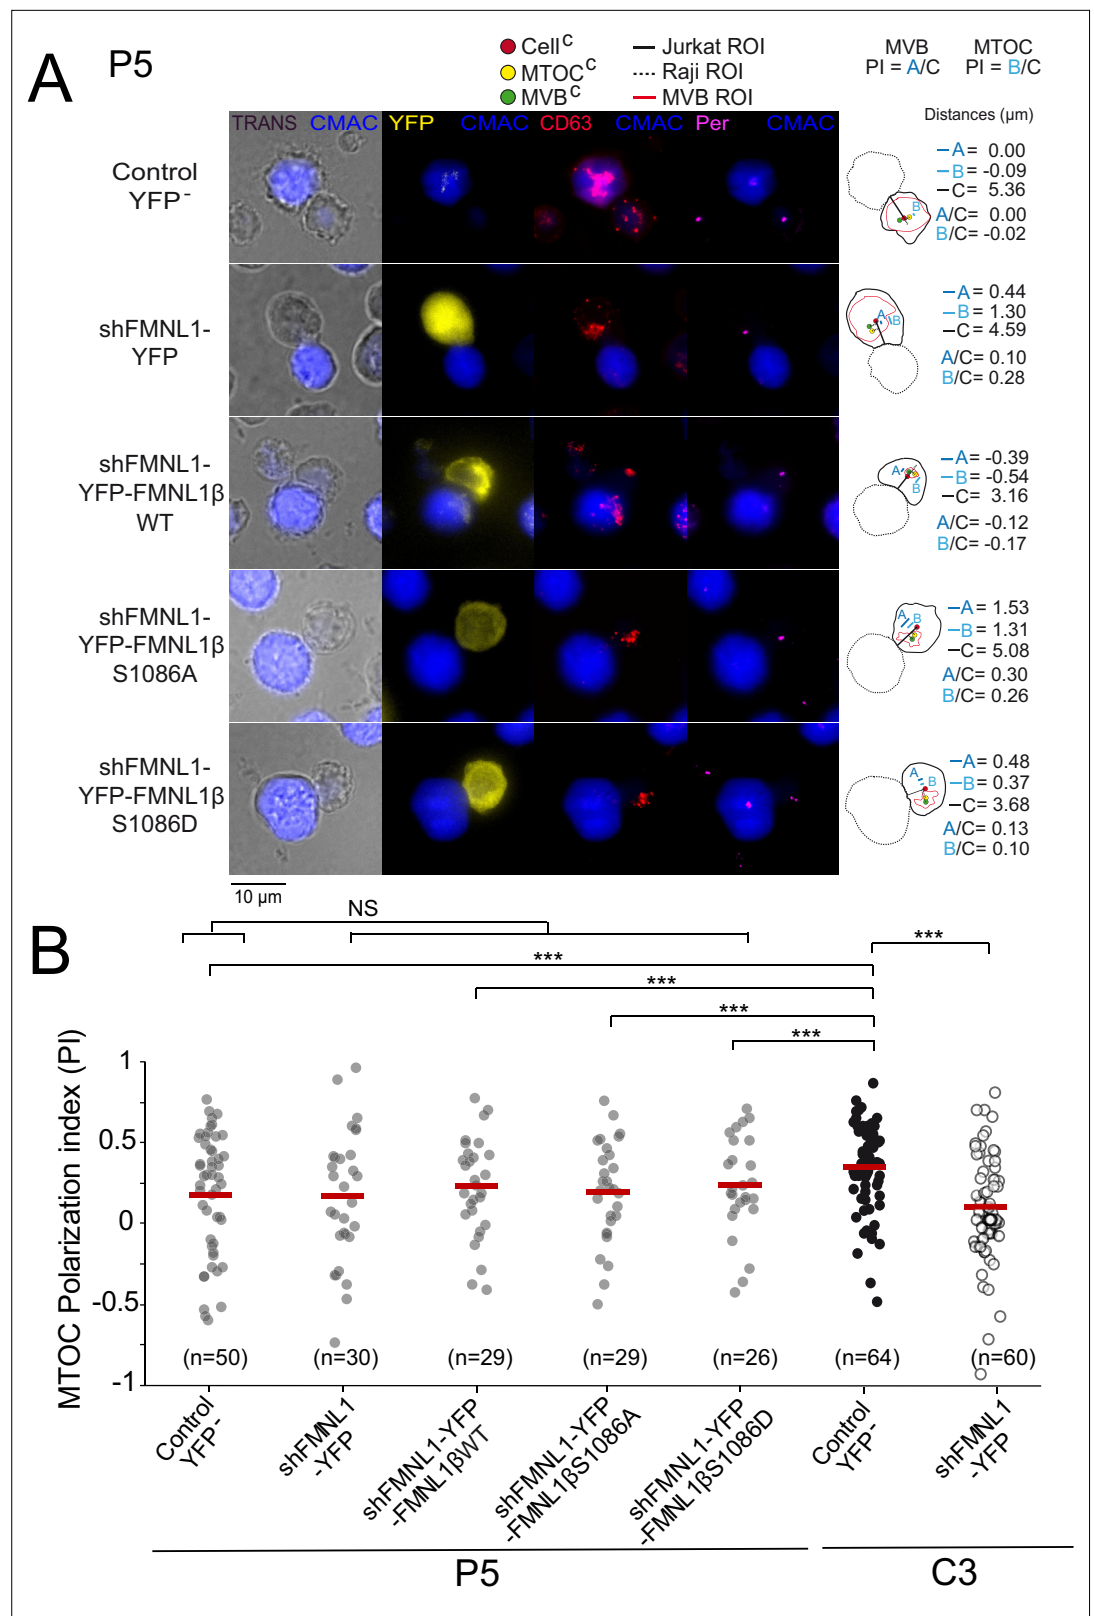 A P5
Cellᶜ
MTOCᶜ
MVBᶜ
Jurkat ROI
Raji ROI
MVB ROI
MVB
PI = A/C
MTOC
PI = B/C
Distances (µm)
TRANS CMAC YFP CMAC CD63 CMAC Per CMAC
Control
YFP⁻
B
A = 0.00
B = -0.09
C = 5.36
A/C= 0.00
B/C= -0.02
shFMNL1-
YFP
A B
A = 0.44
B = 1.30
C = 4.59
A/C= 0.10
B/C= 0.28
shFMNL1-
YFP-FMNL1β
WT
A
B
A = -0.39
B = -0.54
C = 3.16
A/C= -0.12
B/C= -0.17
shFMNL1-
YFP-FMNL1β
S1086A
A B
A = 1.53
B = 1.31
C = 5.08
A/C= 0.30
B/C= 0.26
shFMNL1-
YFP-FMNL1β
S1086D
A
B
A = 0.48
B = 0.37
C = 3.68
A/C= 0.13
B/C= 0.10
10 µm
B
NS
***
***
***
***
***
MTOC Polarization index (PI)
1
0.5
0
-0.5
-1
(n=50) (n=30) (n=29) (n=29) (n=26) (n=64) (n=60)
Control
YFP⁻
shFMNL1
-YFP
shFMNL1-YFP
-FMNL1βWT
shFMNL1-YFP
-FMNL1βS1086A
shFMNL1-YFP
-FMNL1βS1086D
Control
YFP⁻
shFMNL1
-YFP
P5 C3